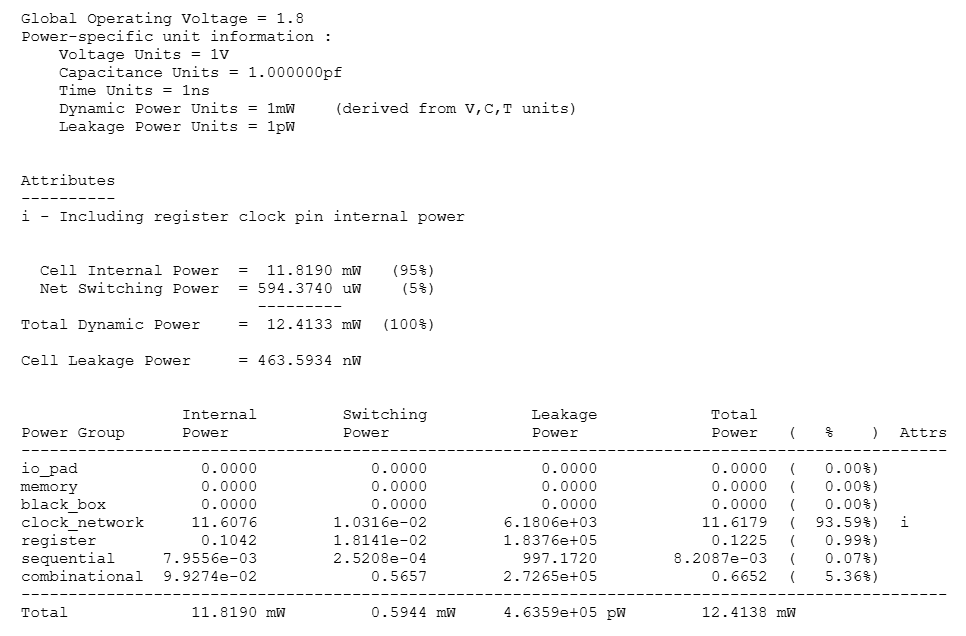 Global Operating Voltage = 1.8
Power-specific unit information :
    Voltage Units = 1V
    Capacitance Units = 1.000000pf
    Time Units = 1ns
    Dynamic Power Units = 1mW    (derived from V,C,T units)
    Leakage Power Units = 1pW
Attributes
----------
i - Including register clock pin internal power
  Cell Internal Power  =  11.8190 mW   (95%)
  Net Switching Power  = 594.3740 uW    (5%)
                         ---------
Total Dynamic Power    =  12.4133 mW  (100%)
Cell Leakage Power     = 463.5934 nW
                 Internal         Switching           Leakage            Total
Power Group      Power            Power               Power              Power   (   %    )  Attrs
--------------------------------------------------------------------------------------------------
io_pad             0.0000            0.0000            0.0000            0.0000  (   0.00%)
memory             0.0000            0.0000            0.0000            0.0000  (   0.00%)
black_box          0.0000            0.0000            0.0000            0.0000  (   0.00%)
clock_network     11.6076        1.0316e-02        6.1806e+03           11.6179  (  93.59%)  i
register           0.1042        1.8141e-02        1.8376e+05            0.1225  (   0.99%)
sequential     7.9556e-03        2.5208e-04          997.1720        8.2087e-03  (   0.07%)
combinational  9.9274e-02            0.5657        2.7265e+05            0.6652  (   5.36%)
--------------------------------------------------------------------------------------------------
Total             11.8190 mW         0.5944 mW     4.6359e+05 pW        12.4138 mW